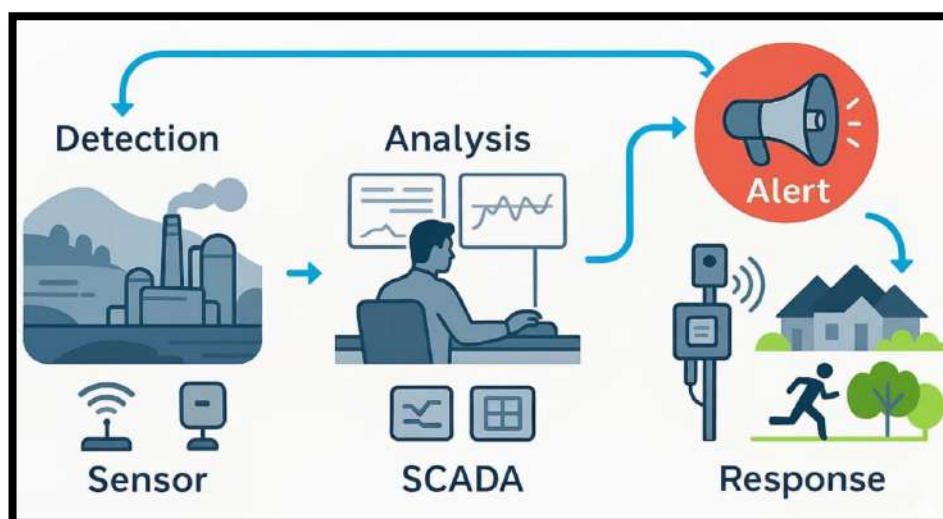 Detection
Analysis
Alert
Sensor
SCADA
Response